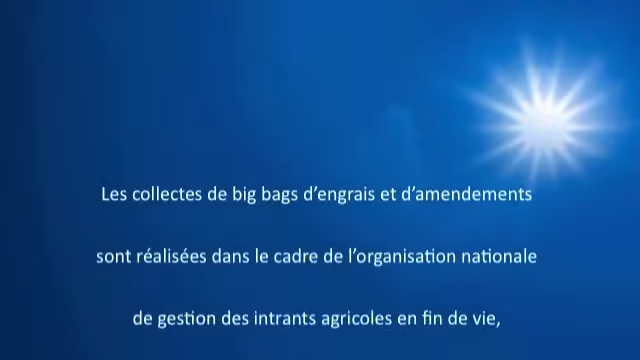 Les collectes de big bags d’engrais et d’amendements
sont réalisées dans le cadre de l’organisation nationale
de gestion des intrants agricoles en fin de vie,